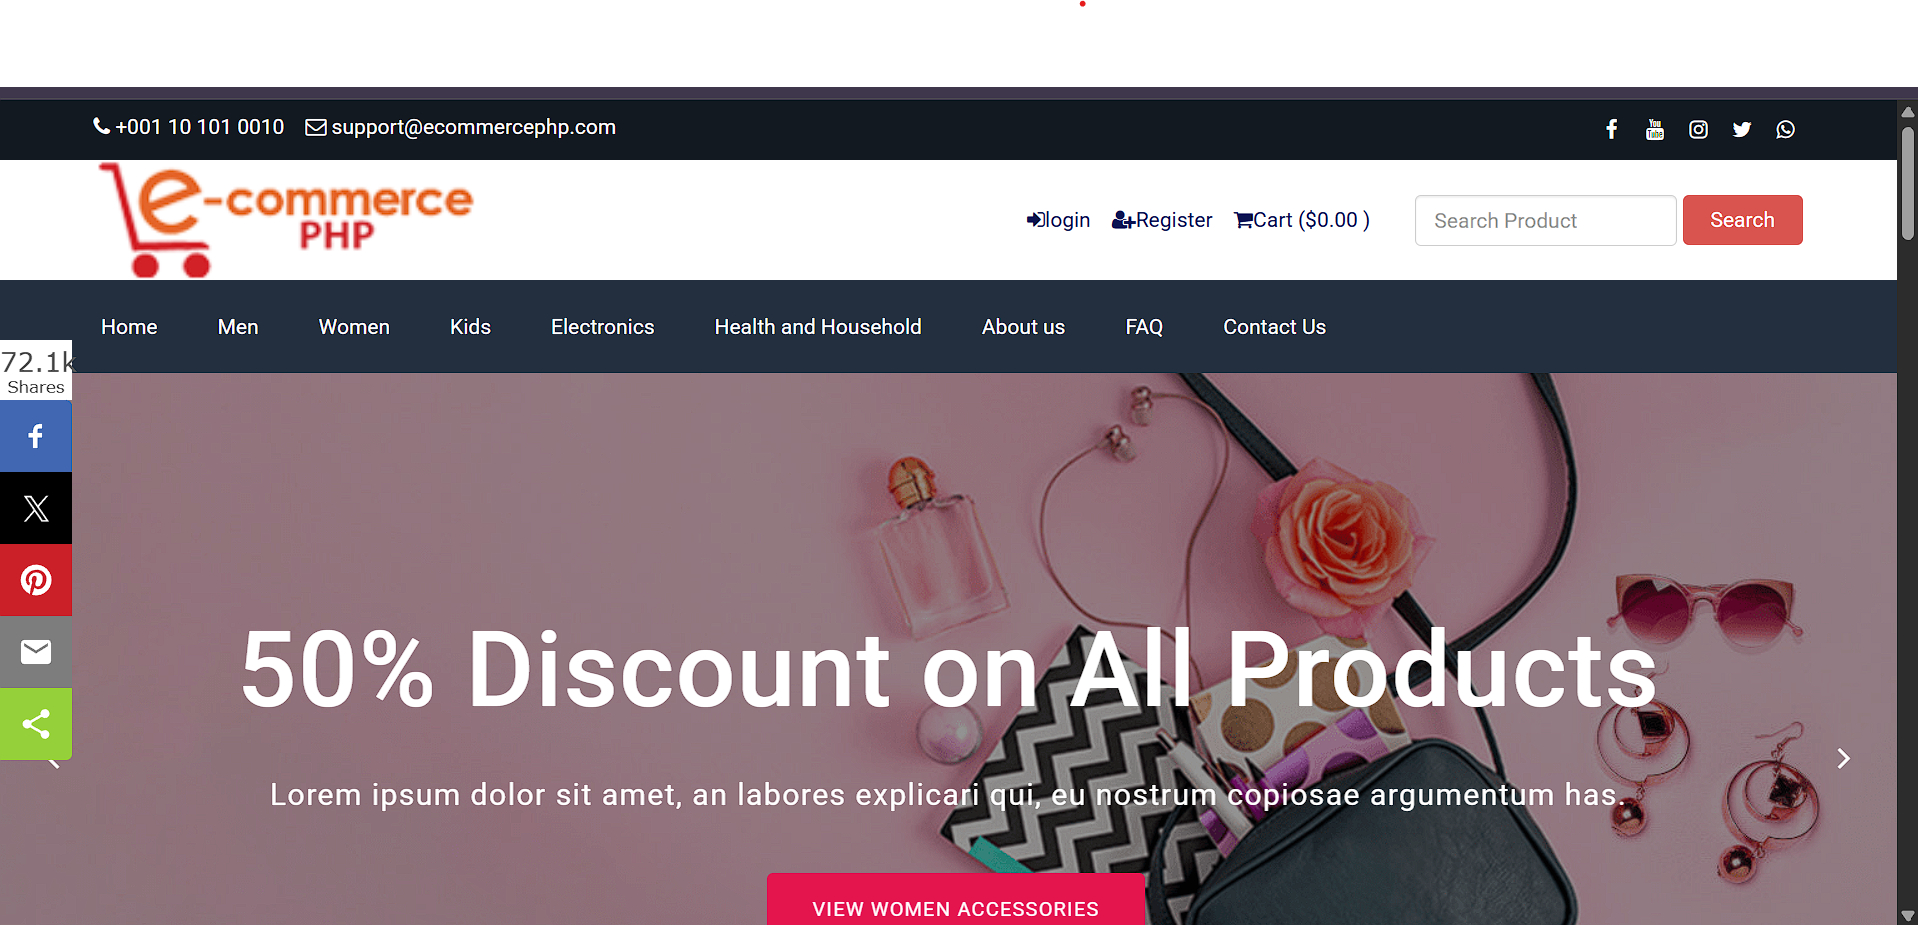 +001 10 101 0010 support@ecommercephp.com
You
Tube
e-commerce
PHP
login Register Cart ($0.00 ) Search Product Search
Home Men Women Kids Electronics Health and Household About us FAQ Contact Us
72.1k
Shares
50% Discount on All Products
Lorem ipsum dolor sit amet, an labores explicari qui, eu nostrum copiosae argumentum has.
VIEW WOMEN ACCESSORIES